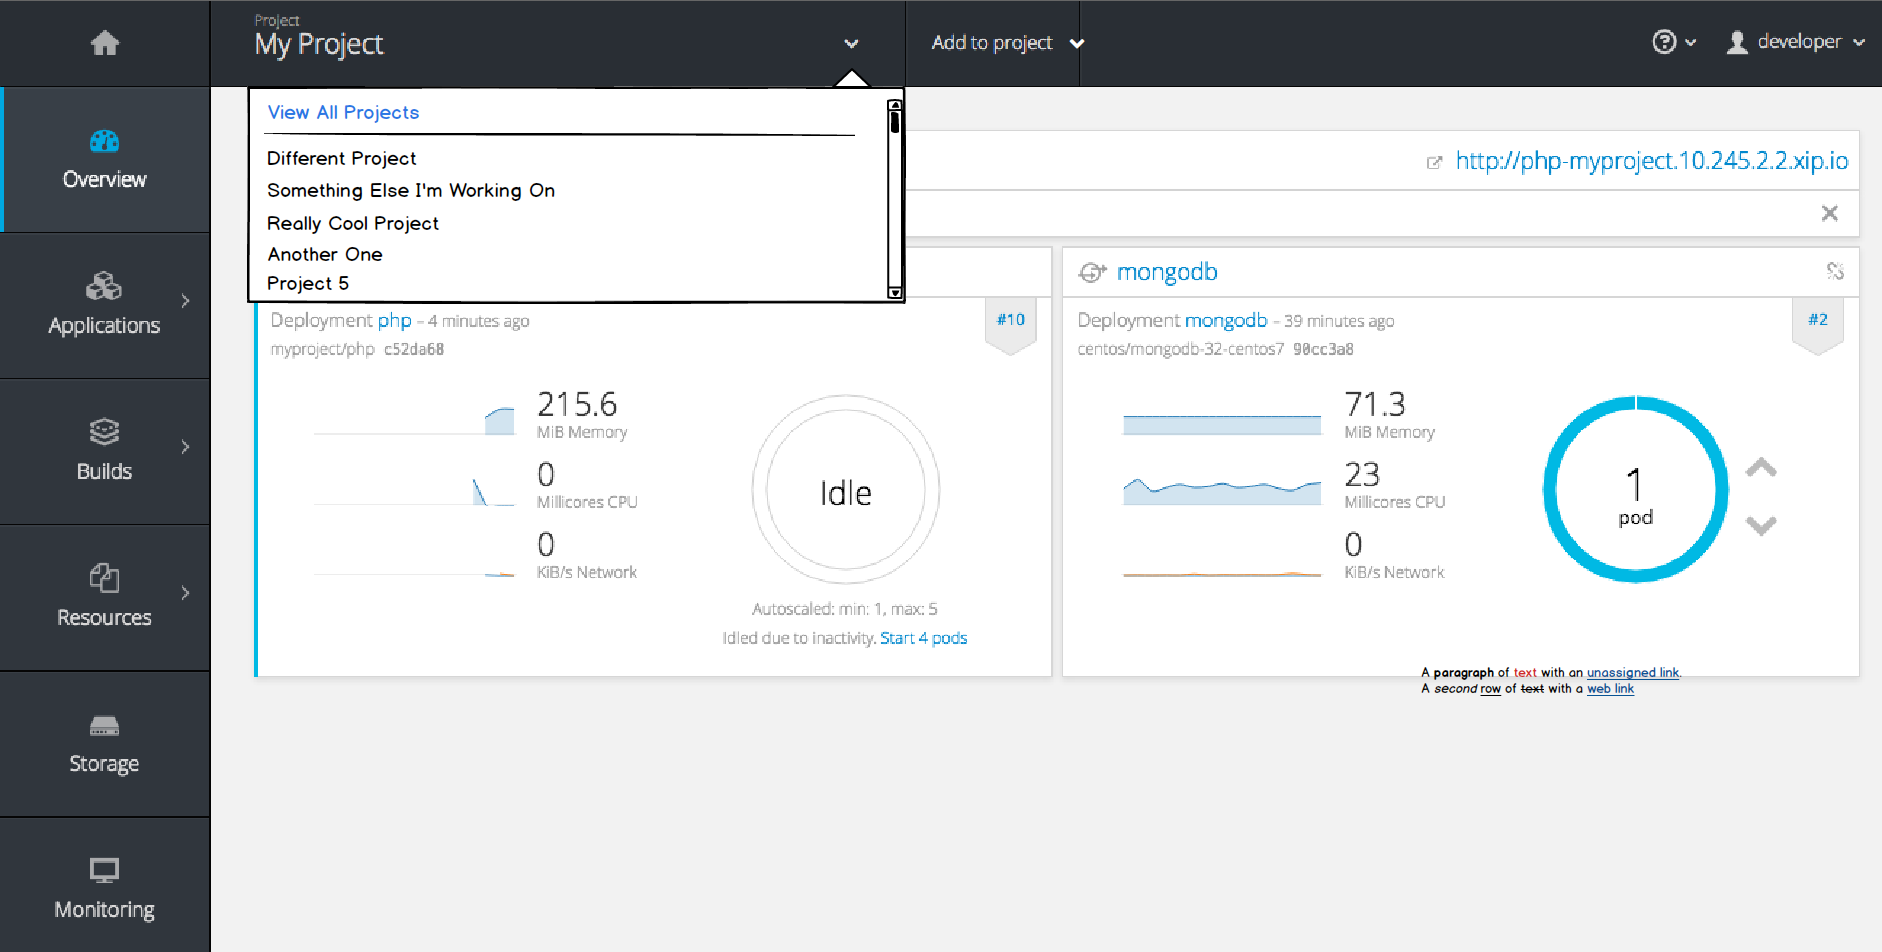 Project
My Project
Add to project
developer
View All Projects
Different Project
Something Else I'm Working On
Really Cool Project
Another One
Project 5
Overview
Applications
Builds
Resources
Storage
Monitoring
http://php-myproject.10.245.2.2.xip.io
Deployment php – 4 minutes ago
#10
myproject/php c52da68
215.6
MiB Memory
0
Millicores CPU
0
KiB/s Network
Idle
Autoscaled: min: 1, max: 5
Idled due to inactivity. Start 4 pods
mongodb
Deployment mongodb – 39 minutes ago
#2
centos/mongodb-32-centos7 90cc3a8
71.3
MiB Memory
23
Millicores CPU
0
KiB/s Network
1
pod
A paragraph of text with an unassigned link.
A second row of text with a web link